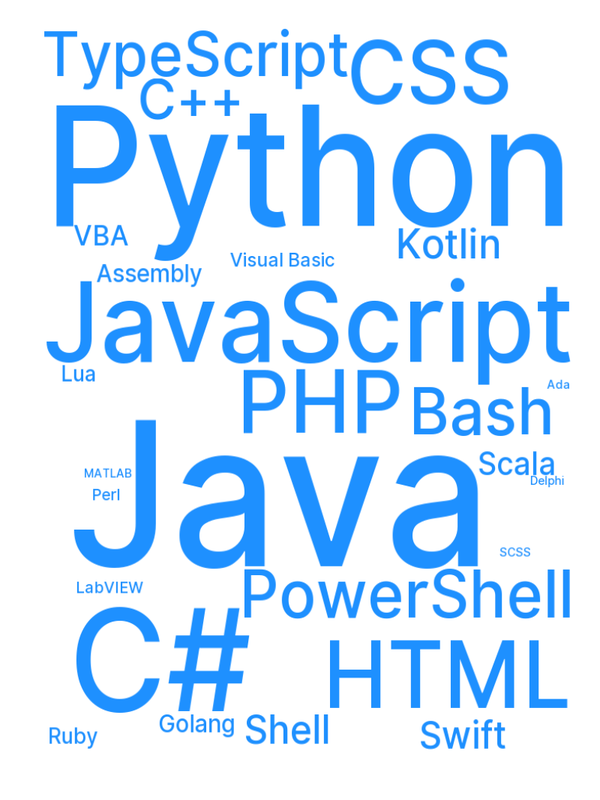 TypeScript CSS
C++
Python
VBA
Kotlin
Visual Basic
Assembly
JavaScript
Lua
PHP
Ada
Bash
Java
Scala
MATLAB
Delphi
Perl
SCSS
LabVIEW
PowerShell
C#
HTML
Ruby
Golang
Shell
Swift